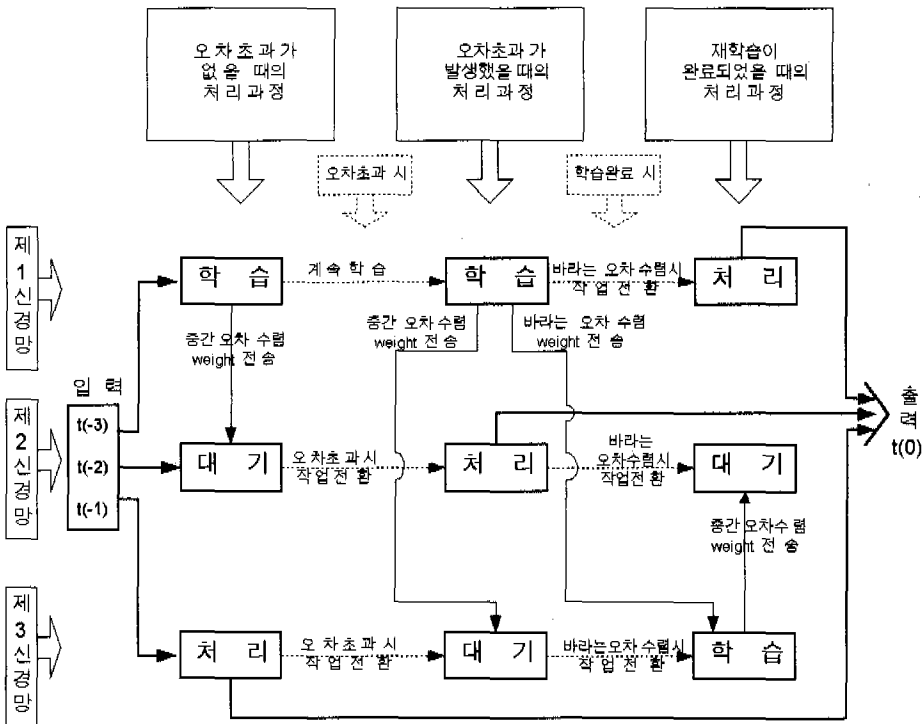 오차초과가
없을 때의
처리과정
오차초과가
발생했을때의
처리과정
재학습이
완료되었을 때의
처리과정
오차초과 시
학습완료 시
제
1
신
경
망
학 습
계속 학습
학 습
바라는 오차 수렴시
작업전환
처 리
중간 오차 수렴
weight 전송
중간 오차 수렴
weight 전송
바라는 오차 수렴
weight 전송
입 력
t(-3)
t(-2)
t(-1)
제
2
신
경
망
대 기
오차초과시
작업전환
처 리
바라는
오차수렴시
작업전환
대 기
출
력
t(0)
중간 오차수렴
weight 전송
제
3
신
경
망
처 리
오차초과시
작업전환
대 기
바라는오차 수렴시
작업전환
학 습